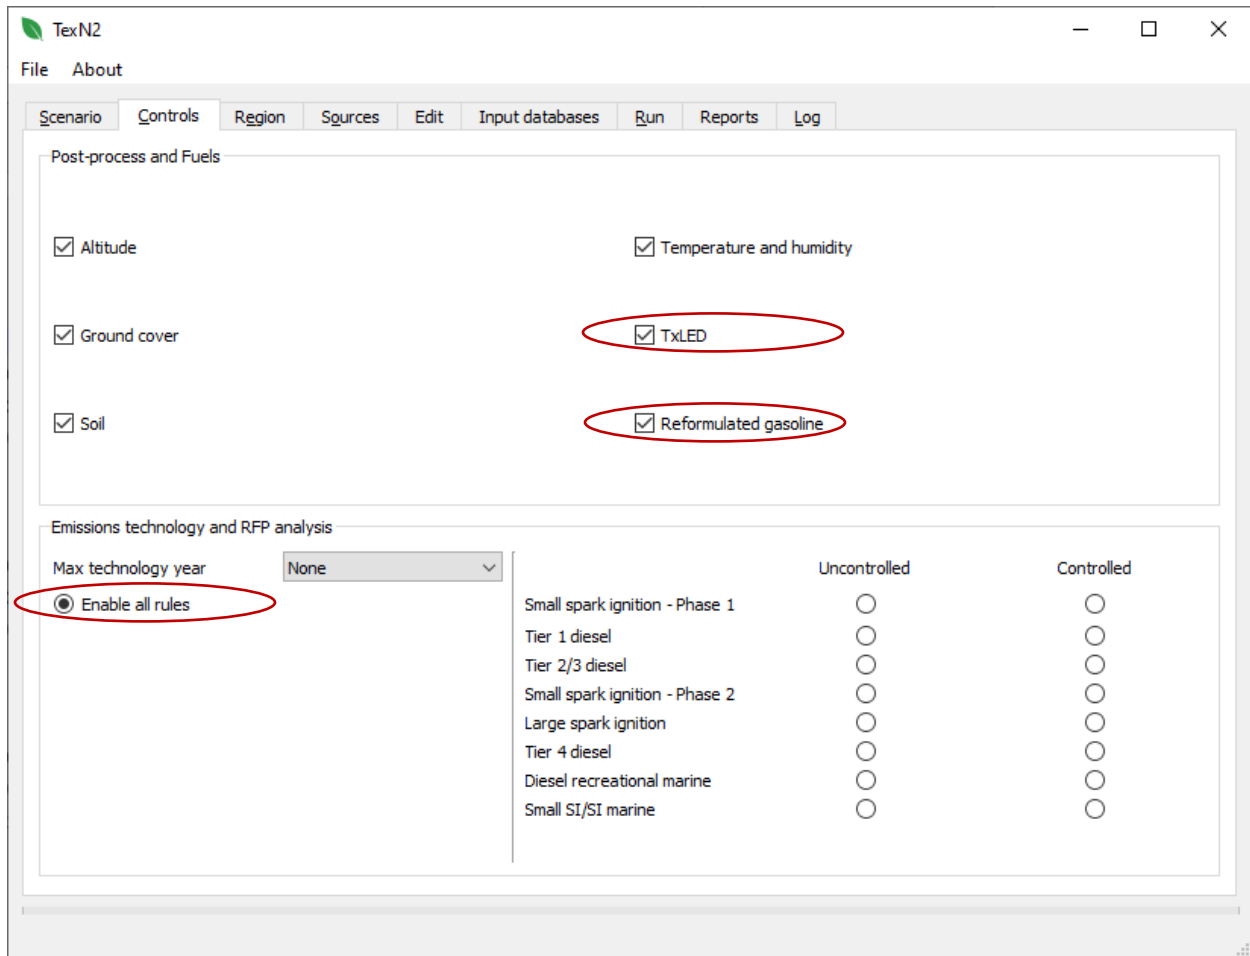 TexN2
File About
Scenario Controls Region Sources Edit Input databases Run Reports Log
Post-process and Fuels
Altitude Temperature and humidity
Ground cover TxLED
Soil Reformulated gasoline
Emissions technology and RFP analysis
Max technology year None Uncontrolled Controlled
Enable all rules Small spark ignition - Phase 1
Tier 1 diesel
Tier 2/3 diesel
Small spark ignition - Phase 2
Large spark ignition
Tier 4 diesel
Diesel recreational marine
Small SI/SI marine